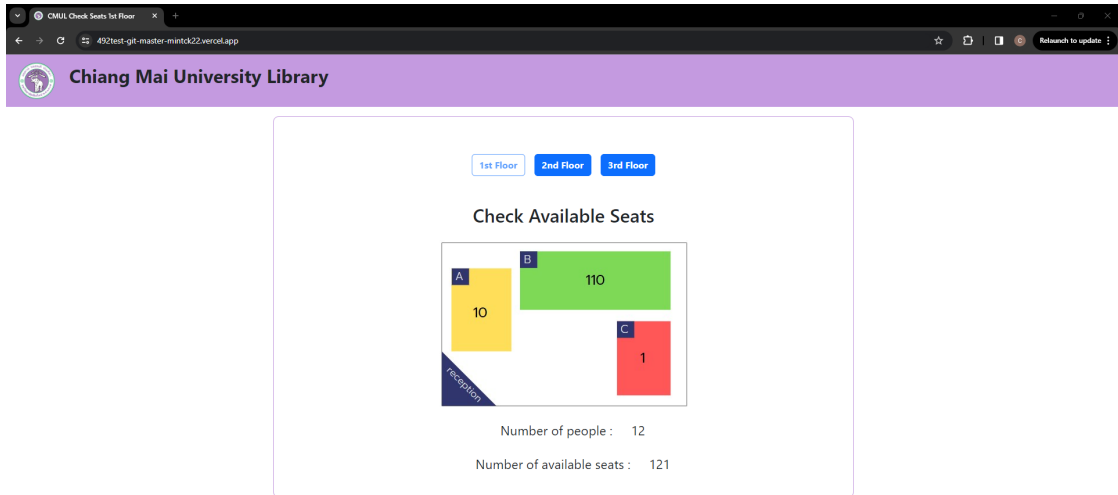 CMUL Check Seats 1st Floor
492test-git-master-mintck22.vercel.app
C
Relaunch to update
Chiang Mai University Library
1st Floor 2nd Floor 3rd Floor
Check Available Seats
B
110
A
10
C
1
reception
Number of people : 12
Number of available seats : 121